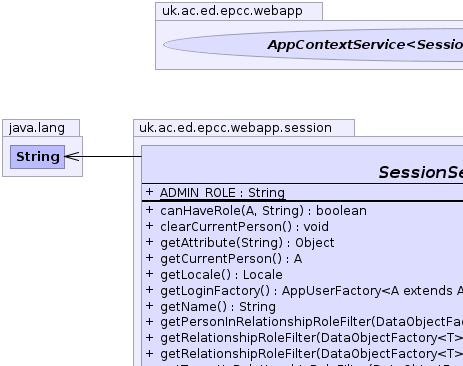 uk.ac.ed.epcc.webapp
AppContextService<Sessio
java.lang
String
uk.ac.ed.epcc.webapp.session
SessionSe
+ ADMIN_ROLE : String
+ canHaveRole(A, String) : boolean
+ clearCurrentPerson() : void
+ getAttribute(String) : Object
+ getCurrentPerson() : A
+ getLocale() : Locale
+ getLoginFactory() : AppUserFactory<A extends A
+ getName() : String
+ getPersonInRelationshipRoleFilter(DataObjectFac
+ getRelationshipRoleFilter(DataObjectFactory<T>
+ getRelationshipRoleFilter(DataObjectFactory<T>